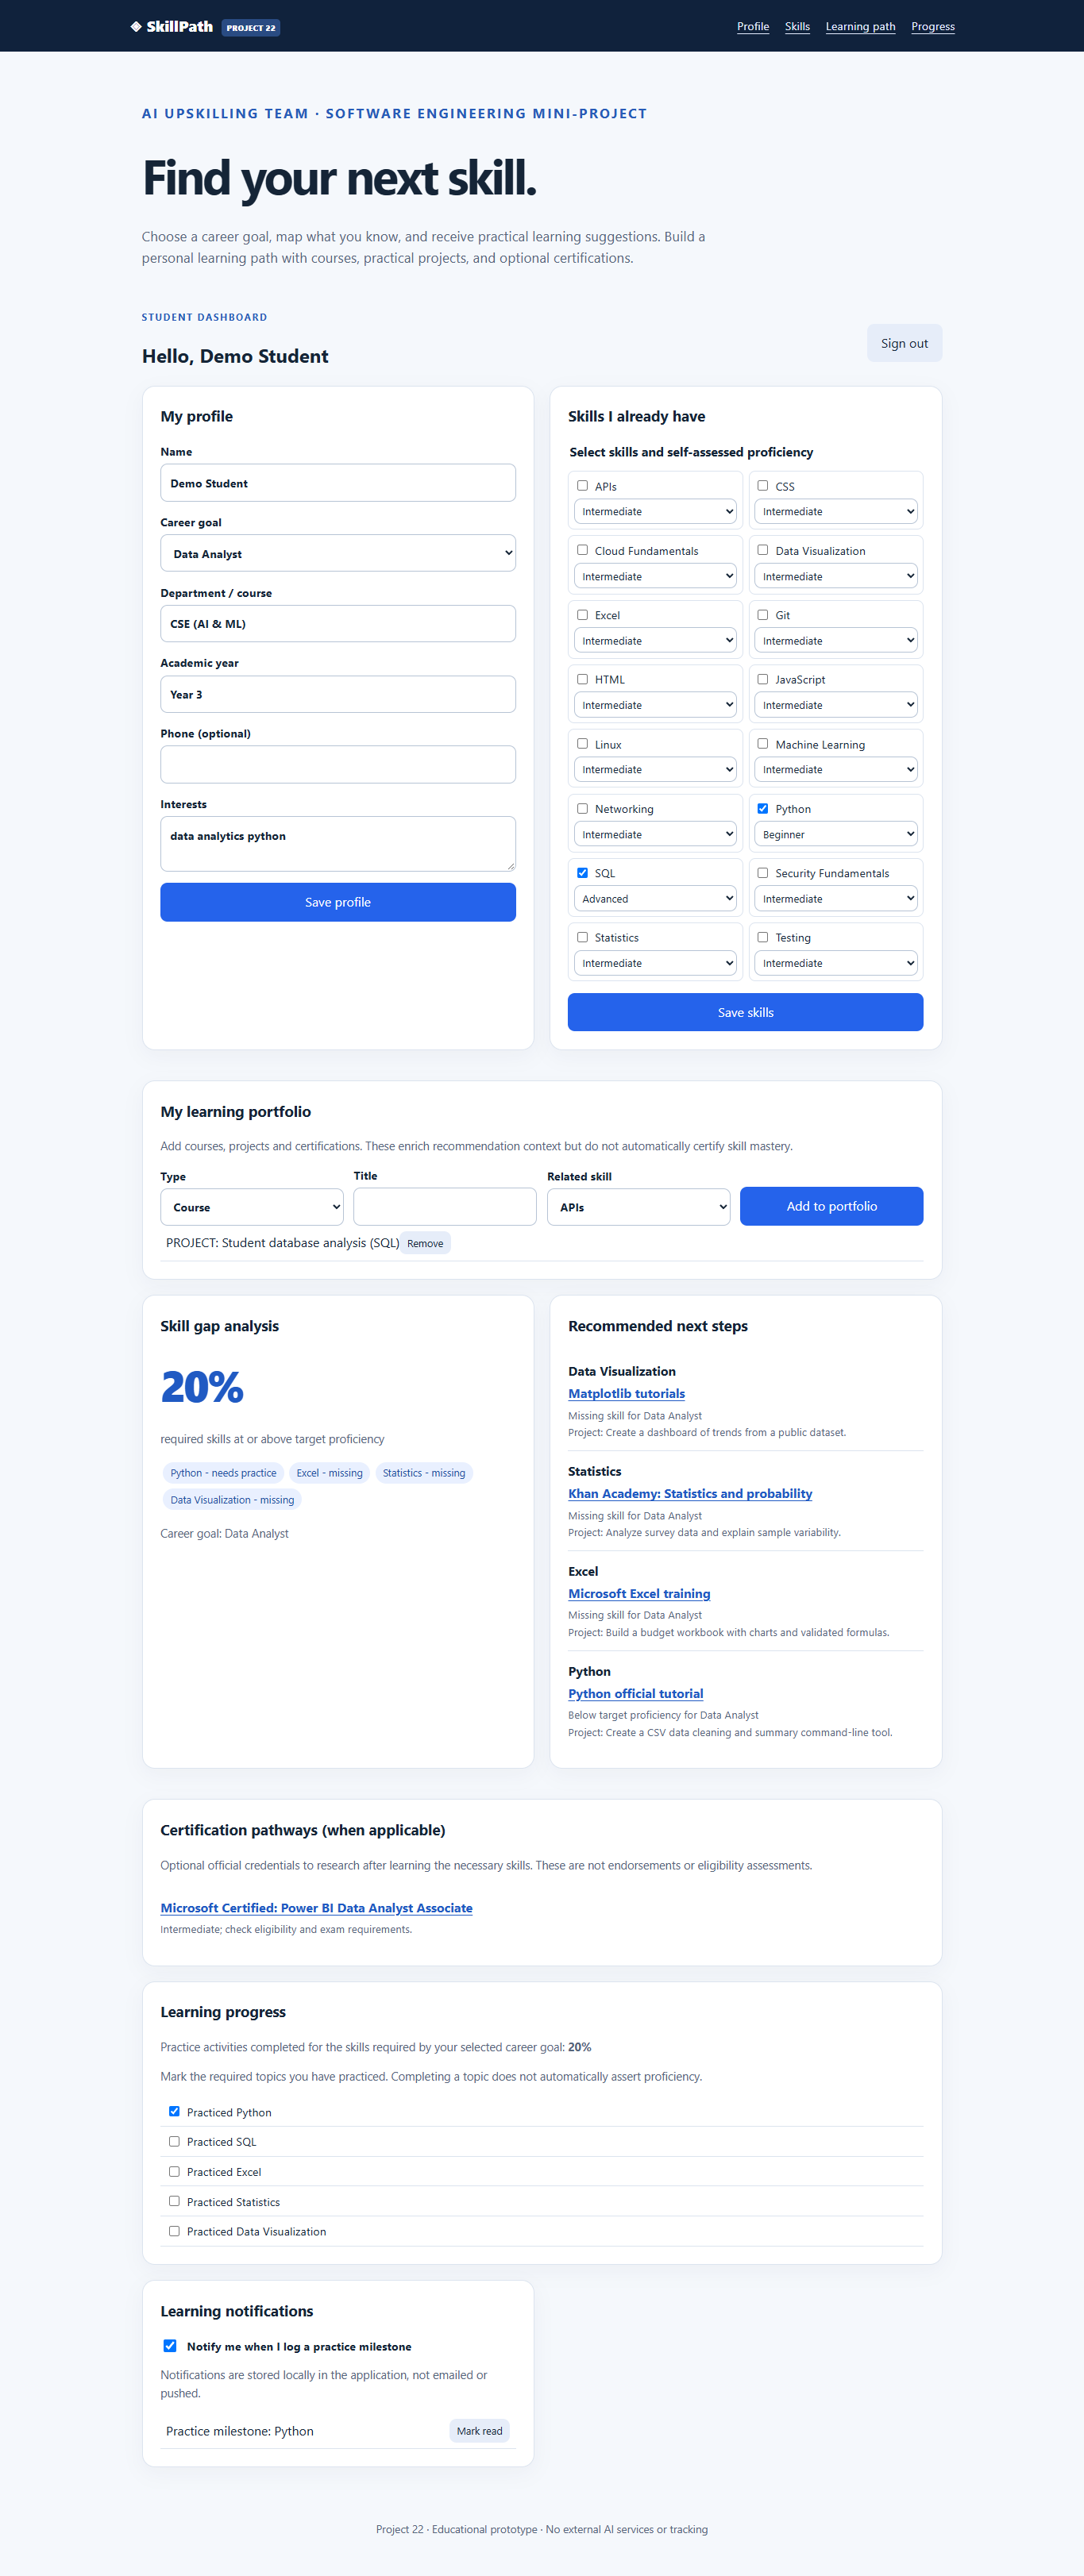 ◈ SkillPath PROJECT 22
Profile Skills Learning path Progress
AI UPSKILLING TEAM · SOFTWARE ENGINEERING MINI-PROJECT
Find your next skill.
Choose a career goal, map what you know, and receive practical learning suggestions. Build a
personal learning path with courses, practical projects, and optional certifications.
STUDENT DASHBOARD
Hello, Demo Student
Sign out
My profile
Name
Demo Student
Career goal
Data Analyst
Department / course
CSE (AI & ML)
Academic year
Year 3
Phone (optional)
Interests
data analytics python
Save profile
Skills I already have
Select skills and self-assessed proficiency
APIs
Intermediate
CSS
Intermediate
Cloud Fundamentals
Intermediate
Data Visualization
Intermediate
Excel
Intermediate
Git
Intermediate
HTML
Intermediate
JavaScript
Intermediate
Linux
Intermediate
Machine Learning
Intermediate
Networking
Intermediate
Python
Beginner
SQL
Advanced
Security Fundamentals
Intermediate
Statistics
Intermediate
Testing
Intermediate
Save skills
My learning portfolio
Add courses, projects and certifications. These enrich recommendation context but do not automatically certify skill mastery.
Type
Course
Title
Related skill
APIs
Add to portfolio
PROJECT: Student database analysis (SQL) Remove
Skill gap analysis
20%
required skills at or above target proficiency
Python - needs practice Excel - missing Statistics - missing
Data Visualization - missing
Career goal: Data Analyst
Recommended next steps
Data Visualization
Matplotlib tutorials
Missing skill for Data Analyst
Project: Create a dashboard of trends from a public dataset.
Statistics
Khan Academy: Statistics and probability
Missing skill for Data Analyst
Project: Analyze survey data and explain sample variability.
Excel
Microsoft Excel training
Missing skill for Data Analyst
Project: Build a budget workbook with charts and validated formulas.
Python
Python official tutorial
Below target proficiency for Data Analyst
Project: Create a CSV data cleaning and summary command-line tool.
Certification pathways (when applicable)
Optional official credentials to research after learning the necessary skills. These are not endorsements or eligibility assessments.
Microsoft Certified: Power BI Data Analyst Associate
Intermediate; check eligibility and exam requirements.
Learning progress
Practice activities completed for the skills required by your selected career goal: 20%
Mark the required topics you have practiced. Completing a topic does not automatically assert proficiency.
Practiced Python
Practiced SQL
Practiced Excel
Practiced Statistics
Practiced Data Visualization
Learning notifications
Notify me when I log a practice milestone
Notifications are stored locally in the application, not emailed or
pushed.
Practice milestone: Python Mark read
Project 22 · Educational prototype · No external AI services or tracking